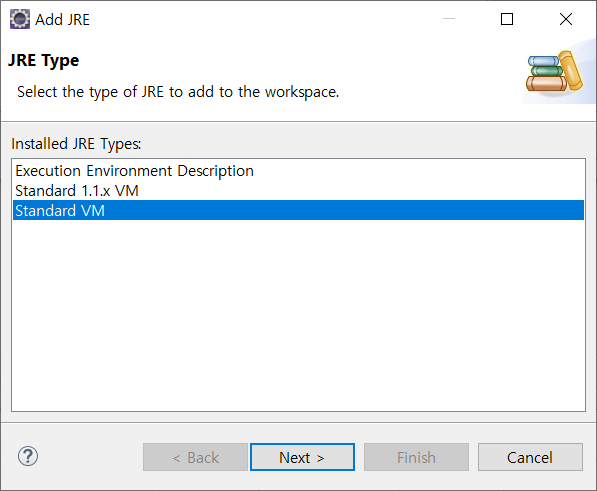 Add JRE
JRE Type
Select the type of JRE to add to the workspace.
Installed JRE Types:
Execution Environment Description
Standard 1.1.x VM
Standard VM
?
< Back
Next >
Finish
Cancel